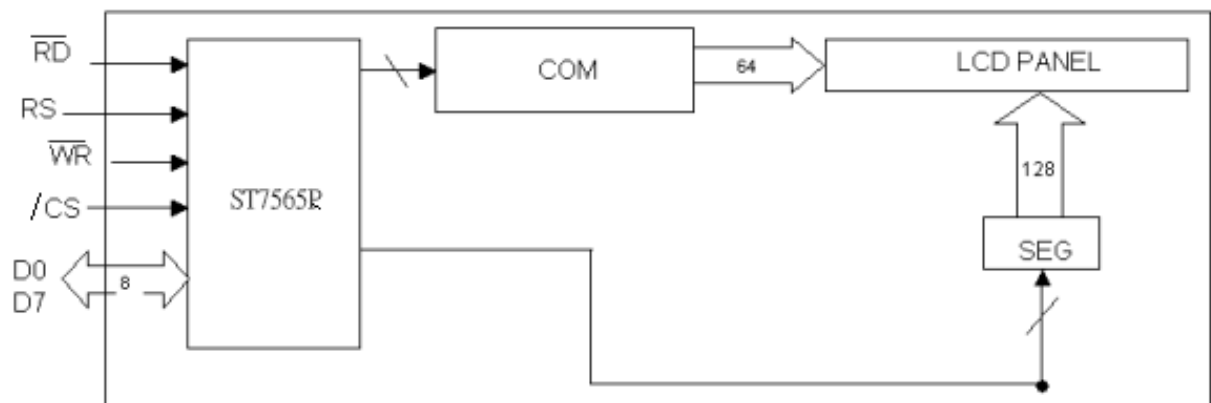 RD
RS
WR
/CS
D0
D7
8
ST7565R
COM
64
LCD PANEL
128
SEG